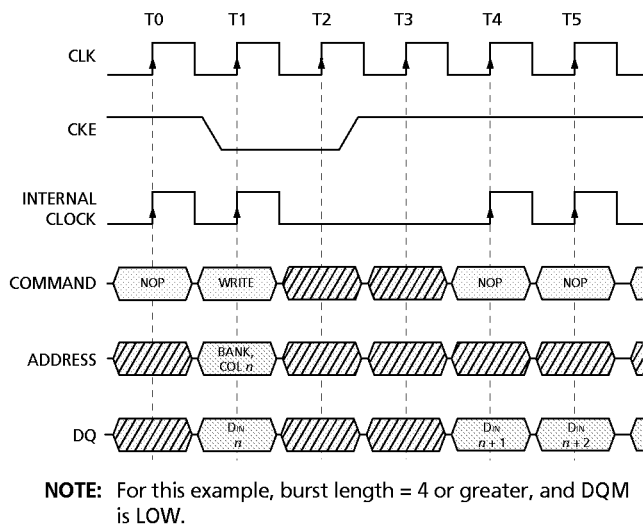 T0 T1 T2 T3 T4 T5
CLK
CKE
INTERNAL
CLOCK
COMMAND NOP WRITE NOP NOP
ADDRESS BANK,
COL n
DQ DIN
n DIN
n + 1 DIN
n + 2
NOTE: For this example, burst length = 4 or greater, and DQM
is LOW.